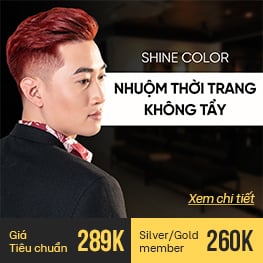 SHINE COLOR
NHUỘM THỜI TRANG
KHÔNG TẨY
Xem chi tiết
Giá
Tiêu chuẩn
289K
Silver/Gold
member
260K